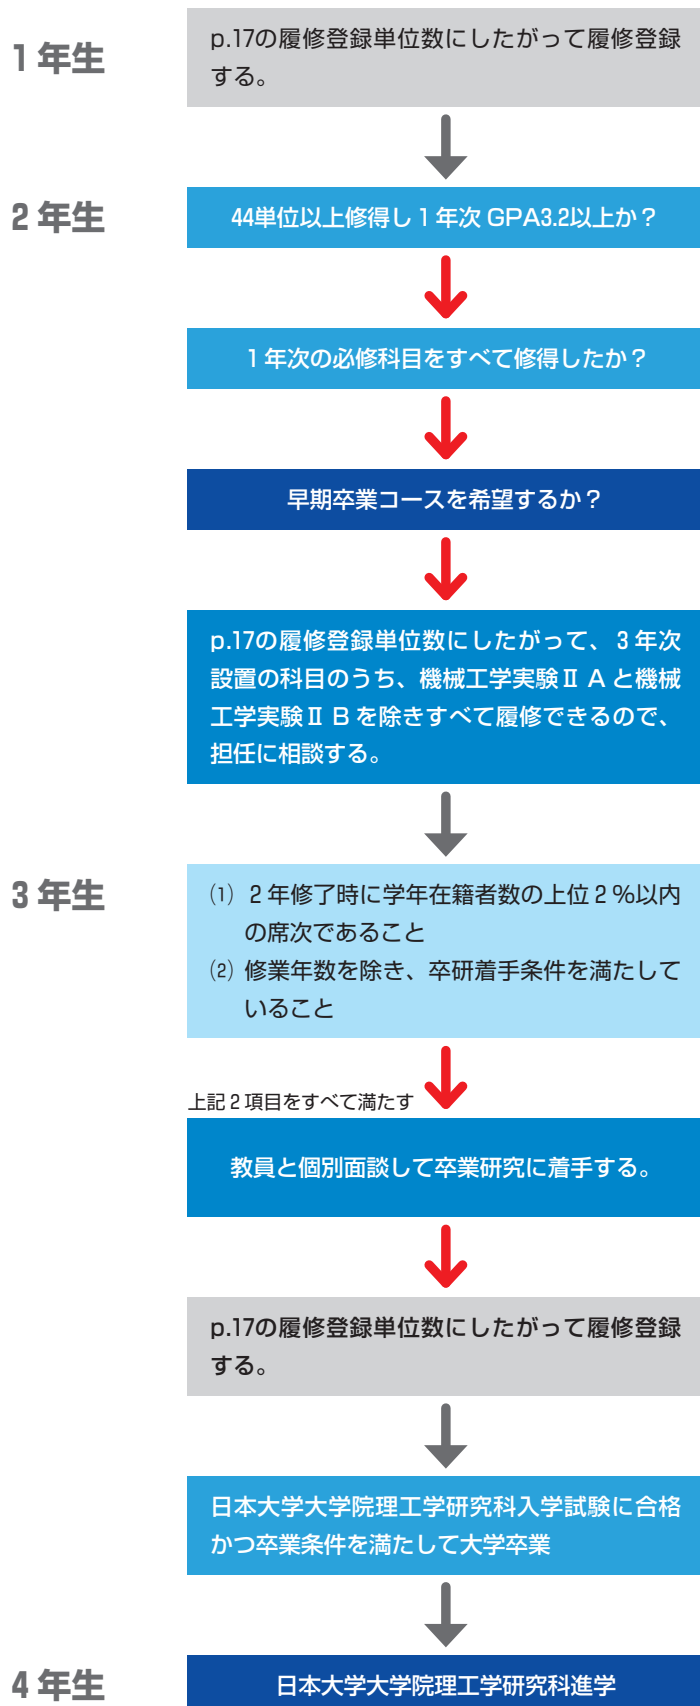 1年生
p.17の履修登録単位数にしたがって履修登録
する。
2年生
44単位以上修得し1年次 GPA3.2以上か？
1年次の必修科目をすべて修得したか？
早期卒業コースを希望するか？
p.17の履修登録単位数にしたがって、3年次
設置の科目のうち、機械工学実験Ⅱ Aと機械
工学実験Ⅱ Bを除きすべて履修できるので、
担任に相談する。
3年生
⑴ 2年修了時に学年在籍者数の上位2％以内
の席次であること
⑵ 修業年数を除き、卒研着手条件を満たして
いること
上記2項目をすべて満たす
教員と個別面談して卒業研究に着手する。
p.17の履修登録単位数にしたがって履修登録
する。
日本大学大学院理工学研究科入学試験に合格
かつ卒業条件を満たして大学卒業
4年生
日本大学大学院理工学研究科進学